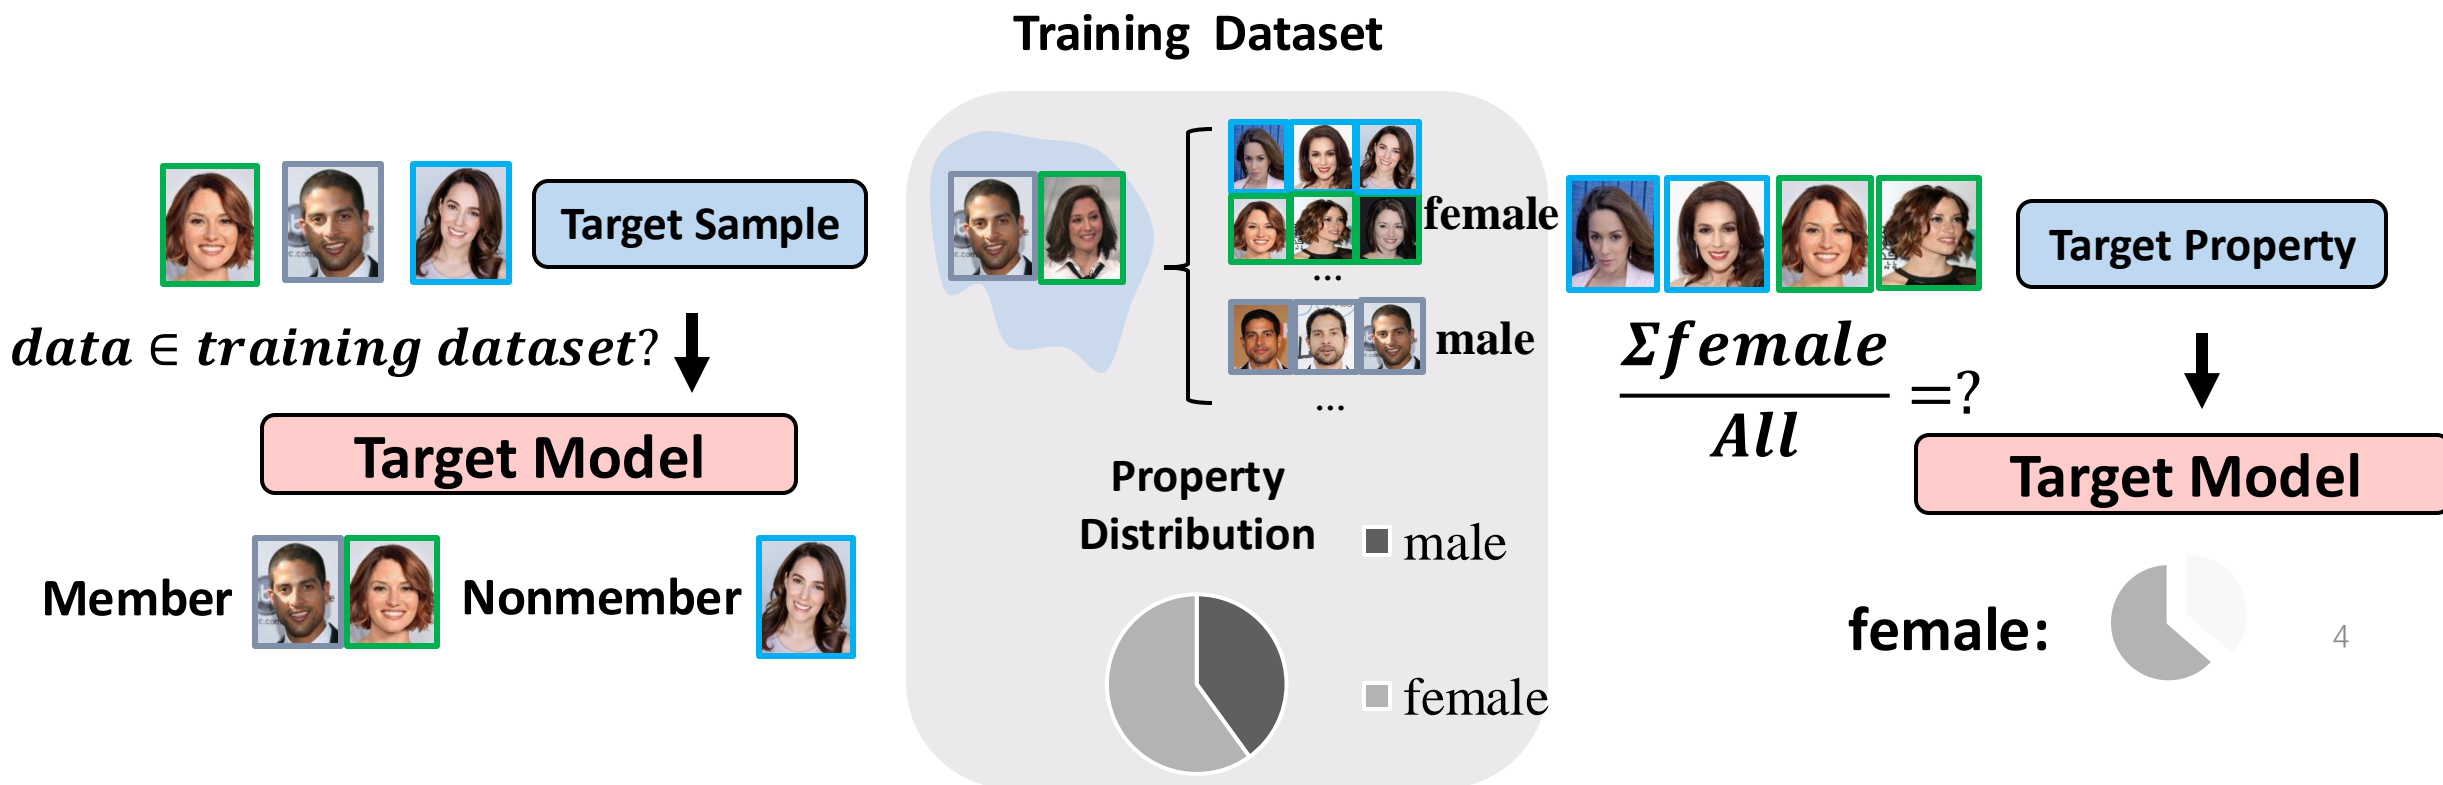 Training Dataset
Target Sample
data ∈ training dataset?
Target Model
Member
Nonmember
female
...
male
...
Property
Distribution
male
female
Target Property
Σfemale
All
=?
Target Model
female:
4